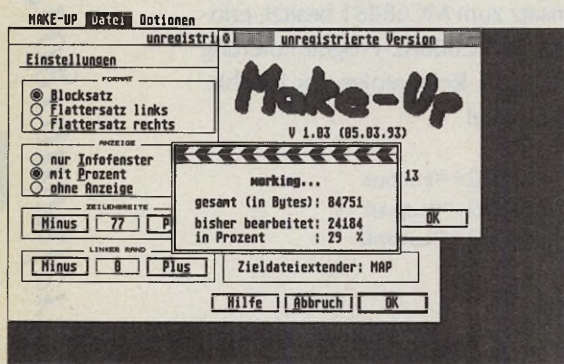 MAKE-UP Datei Optionen
unregistri
unregistrierte Version
Einstellungen
FORMAT
Blocksatz
Flattersatz links
Flattersatz rechts
ANZEIGE
nur Infofenster
mit Prozent
ohne Anzeige
ZEILENBREITE
Minus 77 P
LINKER RAND
Minus 0 Plus
Make-Up
V 1.03 (05.03.93)
working...
gesamt (in Bytes): 84751
bisher bearbeitet: 24184
in Prozent : 29 %
13
OK
Zieldateiextender: MAP
Hilfe Abbruch OK